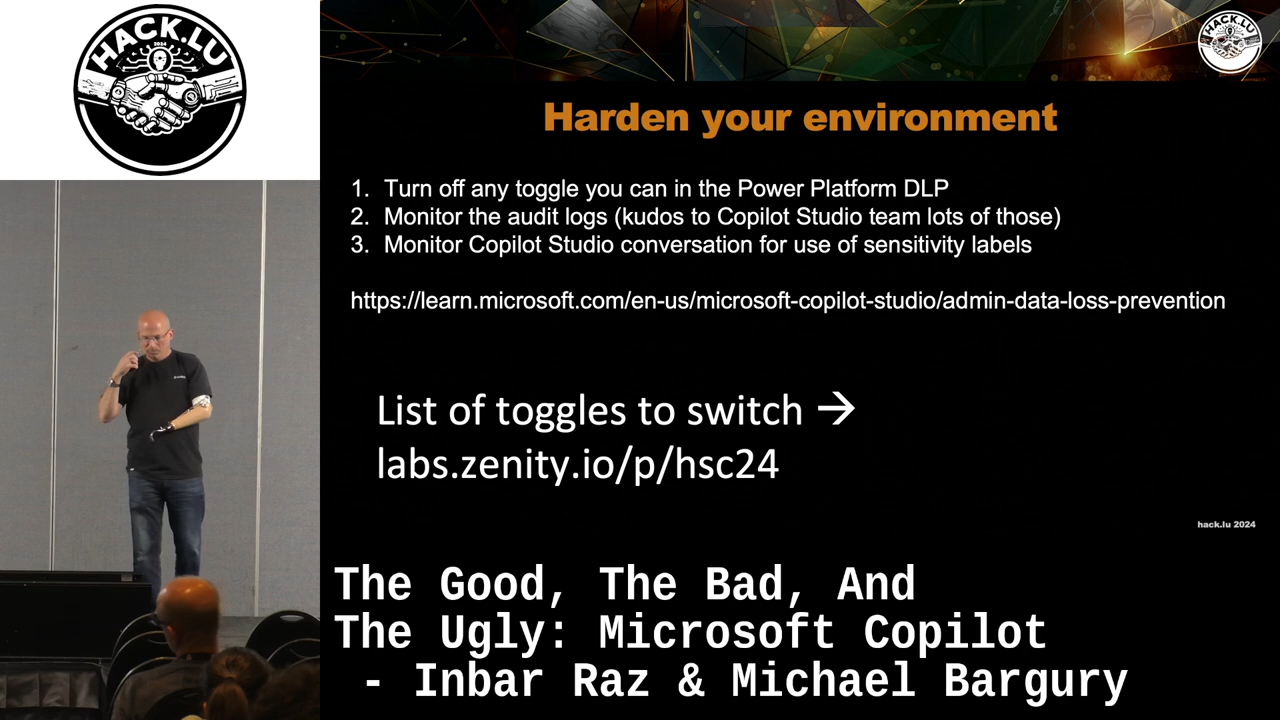 HACK.LU
2024
HACK.LU
Harden your environment
1. Turn off any toggle you can in the Power Platform DLP
2. Monitor the audit logs (kudos to Copilot Studio team lots of those)
3. Monitor Copilot Studio conversation for use of sensitivity labels
https://learn.microsoft.com/en-us/microsoft-copilot-studio/admin-data-loss-prevention
List of toggles to switch →
labs.zenity.io/p/hsc24
hack.lu 2024
The Good, The Bad, And
The Ugly: Microsoft Copilot
- Inbar Raz & Michael Bargury